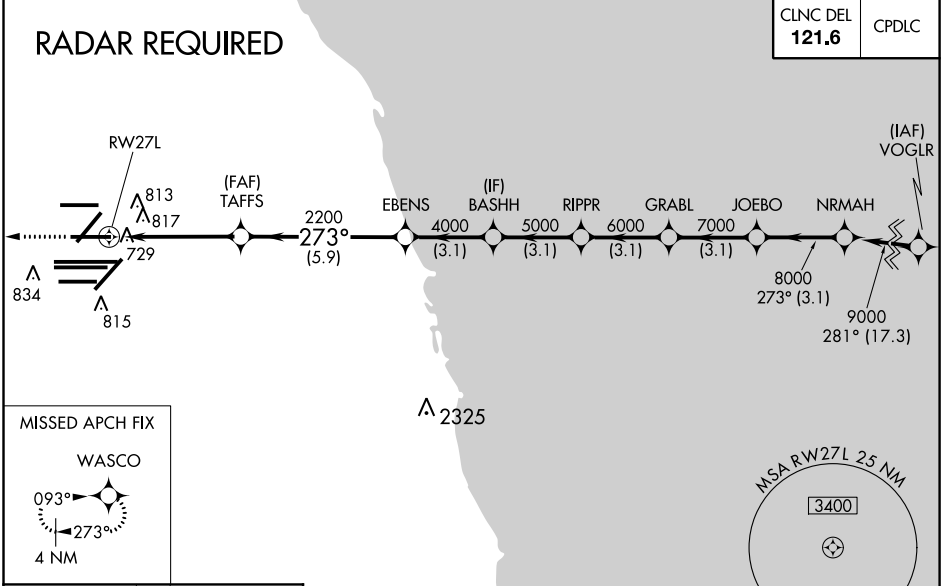 RADAR REQUIRED
CLNC DEL
121.6
CPDLC
RW27L
(IAF)
VOGLR
813
817
729
834
815
(FAF)
TAFFS
2200
273°
(5.9)
EBENS
4000
(3.1)
(IF)
BASHH
5000
(3.1)
RIPPR
6000
(3.1)
GRABL
7000
(3.1)
JOEBO
NRMAH
8000
273° (3.1)
9000
281° (17.3)
2325
MISSED APCH FIX
WASCO
093°
273°
4 NM
MSA RW27L 25 NM
3400